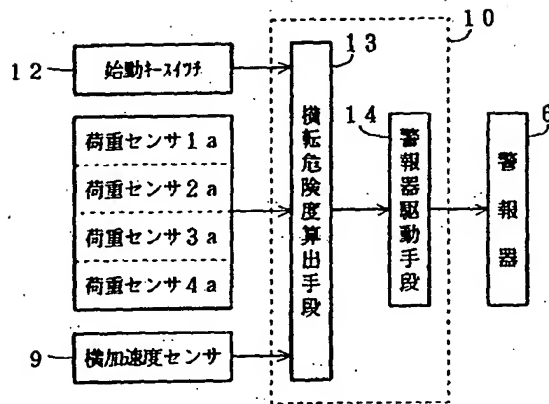 10
12
始動キースイッチ
13
荷重センサ1a
荷重センサ2a
荷重センサ3a
荷重センサ4a
9
横加速度センサ
横転危険度算出手段
14
警報器駆動手段
6
警報器